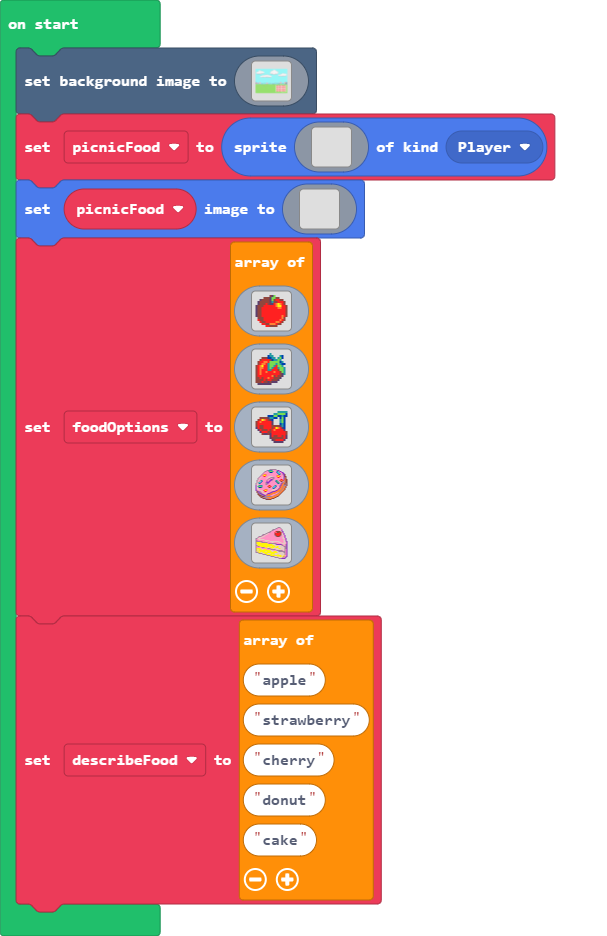 on start
set background image to
set picnicFood to sprite of kind Player
set picnicFood image to
array of
set foodOptions to
array of
"apple"
"strawberry"
"cherry"
set describeFood to
"donut"
"cake"